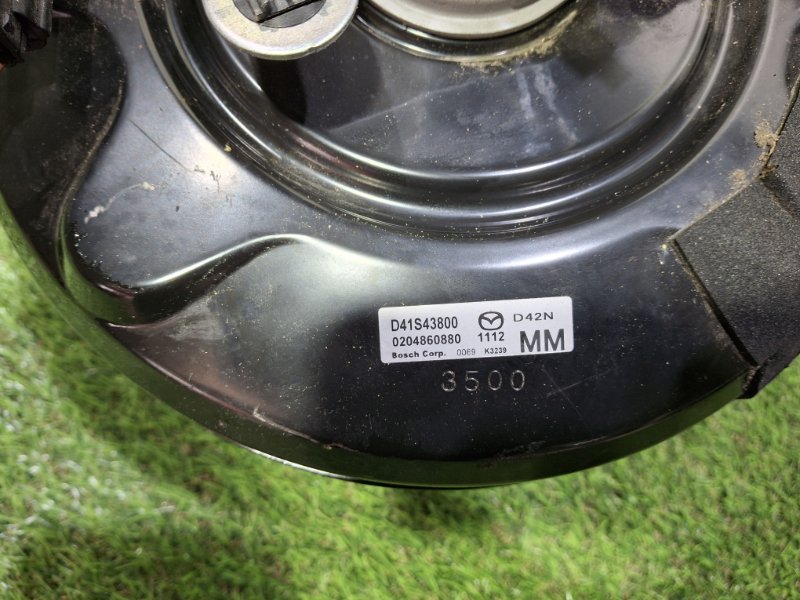 D41S43800 D42N
0204860880 1112 MM
Bosch Corp. 0069 K3239
3500